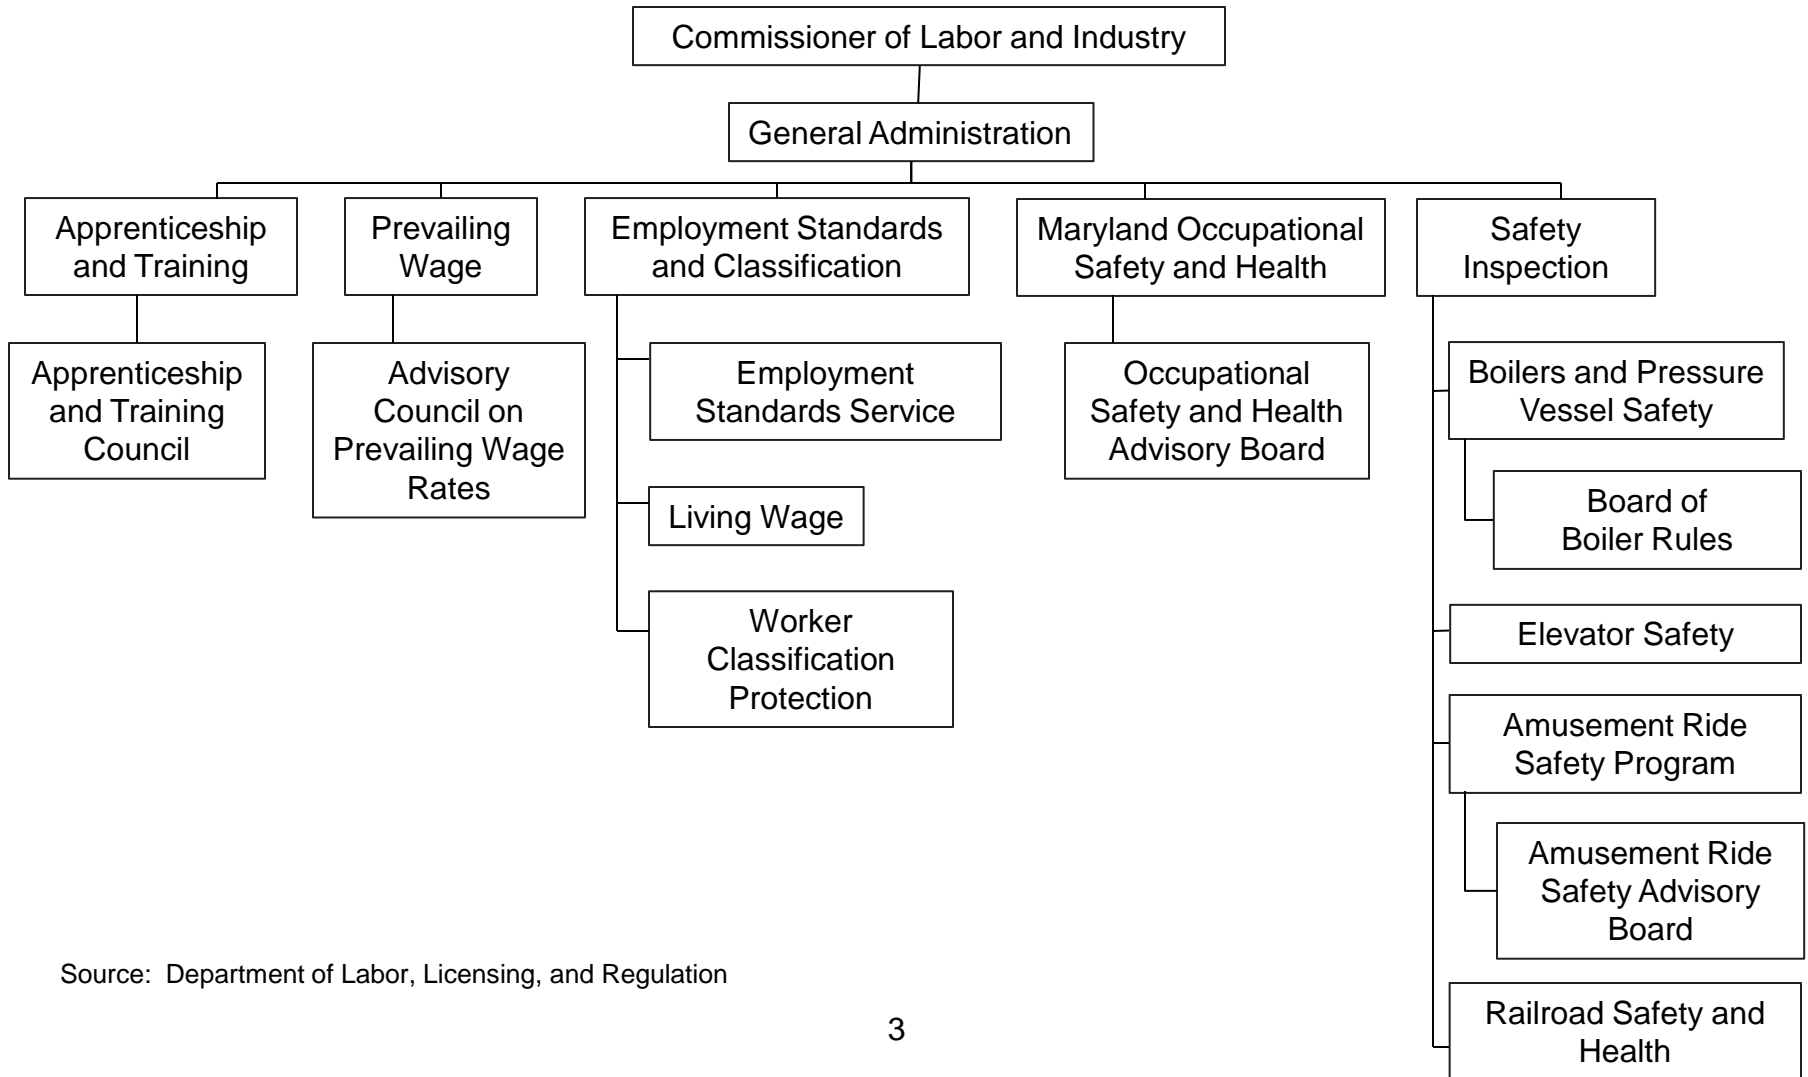 Commissioner of Labor and Industry
General Administration
Apprenticeship
and Training
Prevailing
Wage
Employment Standards
and Classification
Maryland Occupational
Safety and Health
Safety
Inspection
Apprenticeship
and Training
Council
Advisory
Council on
Prevailing Wage
Rates
Employment
Standards Service
Living Wage
Worker
Classification
Protection
Occupational
Safety and Health
Advisory Board
Boilers and Pressure
Vessel Safety
Board of
Boiler Rules
Elevator Safety
Amusement Ride
Safety Program
Amusement Ride
Safety Advisory
Board
Railroad Safety and
Health
Source:  Department of Labor, Licensing, and Regulation
3